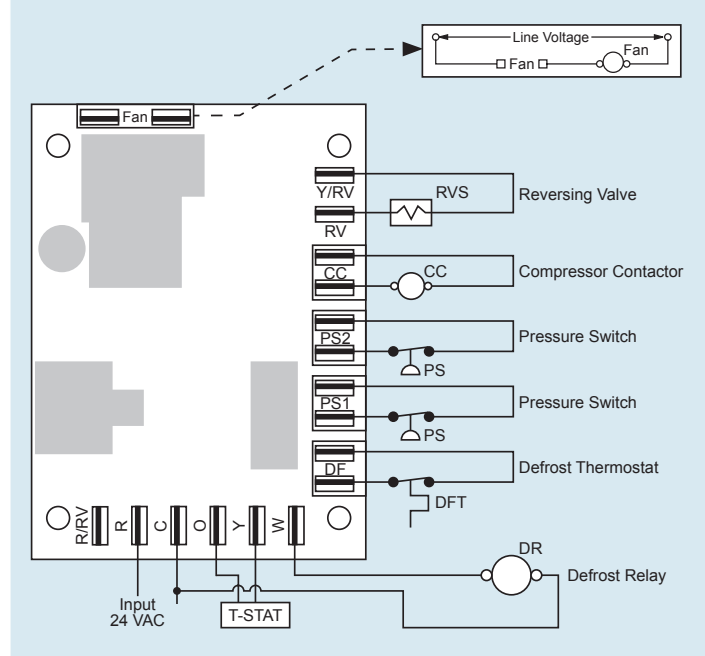 Line Voltage
Fan
Fan
Fan
Y/RV
RVS
Reversing Valve
RV
CC
CC
Compressor Contactor
PS2
Pressure Switch
PS
PS1
Pressure Switch
PS
DF
Defrost Thermostat
DFT
R/RV
R
C
O
Y
W
DR
Defrost Relay
Input
24 VAC
T-STAT